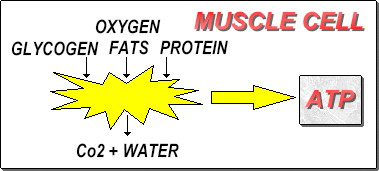 MUSCLE CELL
OXYGEN
GLYCOGEN FATS PROTEIN
ATP
Co2 + WATER